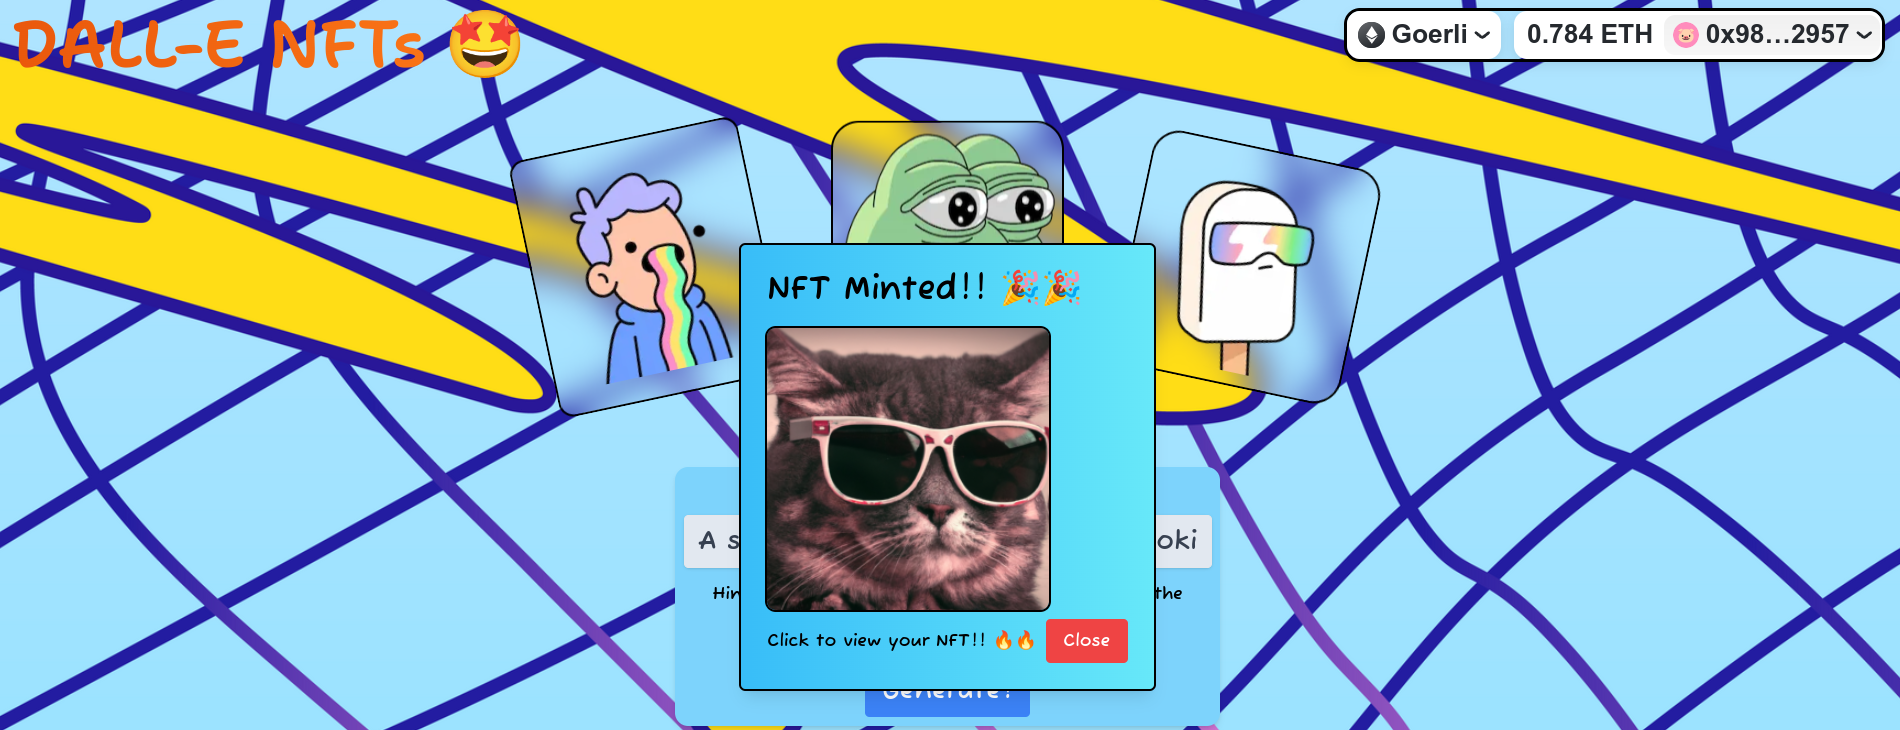 DALL-E NFTs 🤩
Goerli
0.784 ETH 0x98...2957
NFT Minted!! 🎉🎉
A s
oki
Hin
the
Click to view your NFT!! 🔥🔥 Close
Generate!